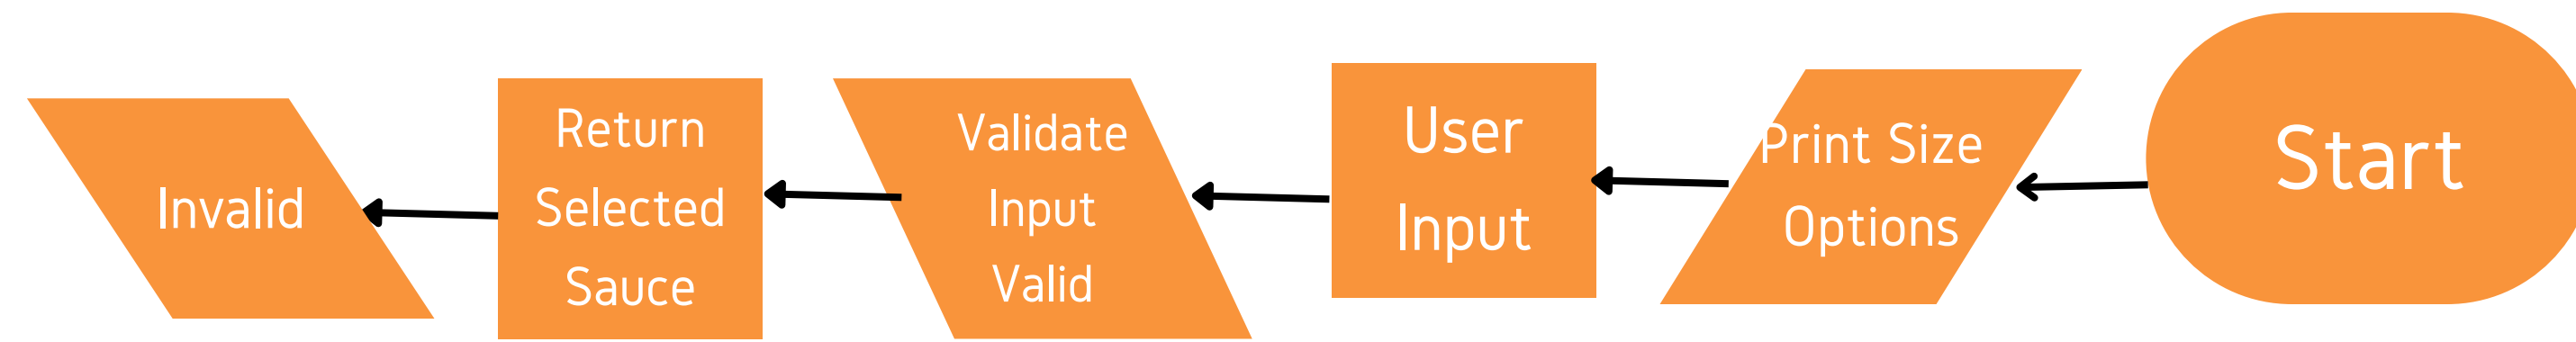 Start
Print Size
Options
User
Input
Validate
Input
Valid
Return
Selected
Sauce
Invalid